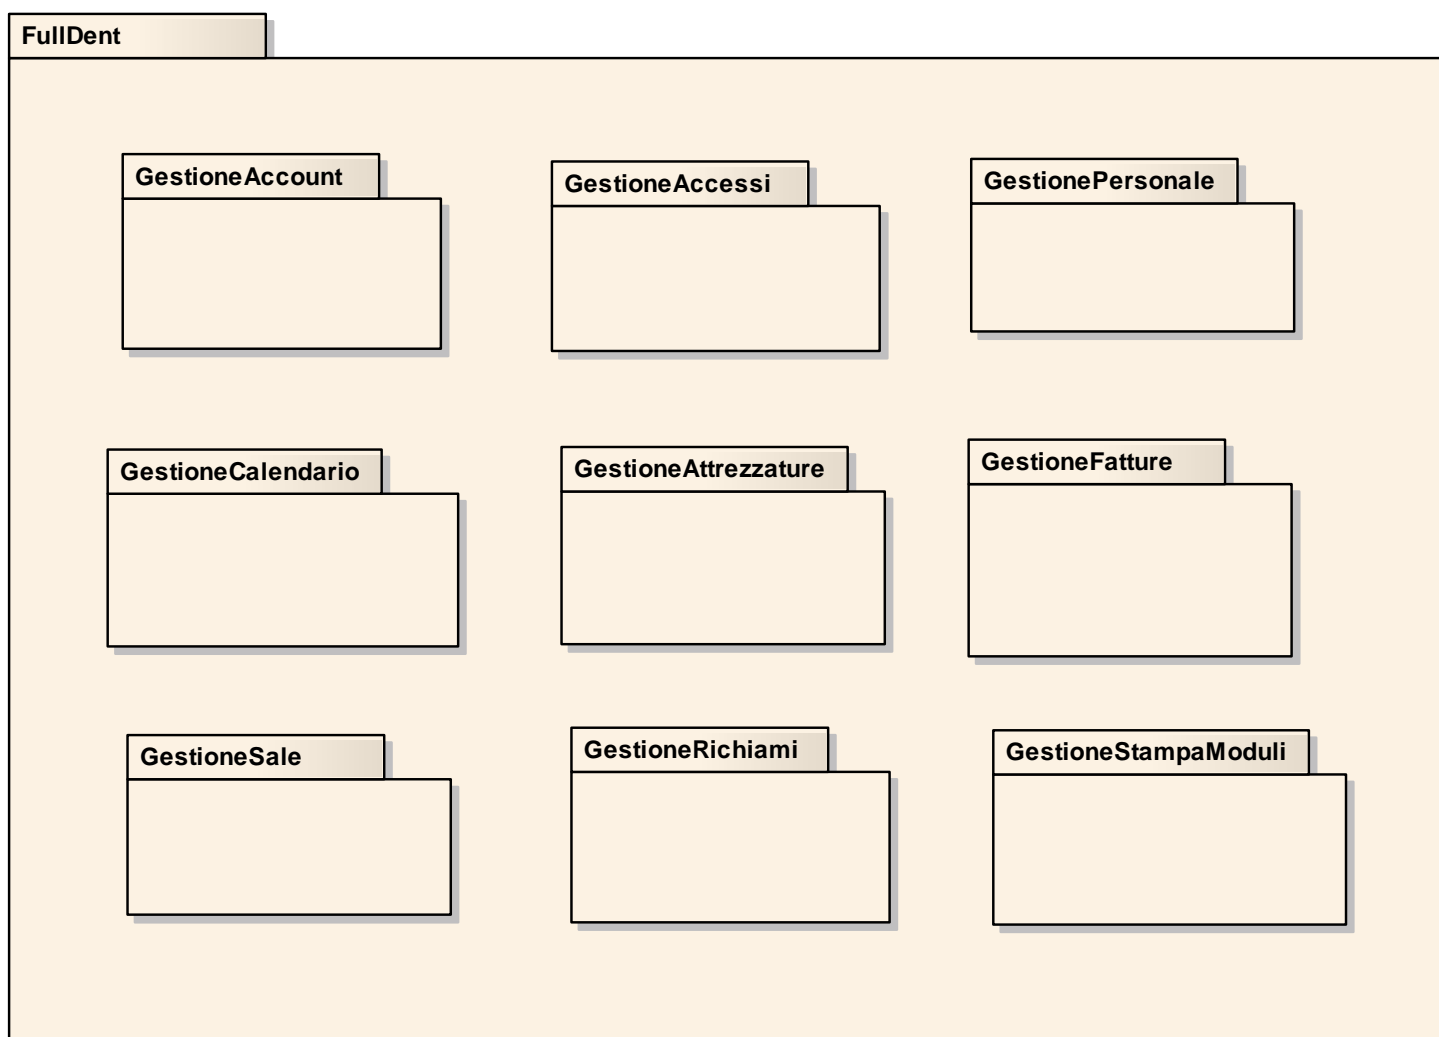 FullDent
GestioneAccount
GestioneAccessi
GestionePersonale
GestioneCalendario
GestioneAttrezzature
GestioneFatture
GestioneSale
GestioneRichiami
GestioneStampaModuli